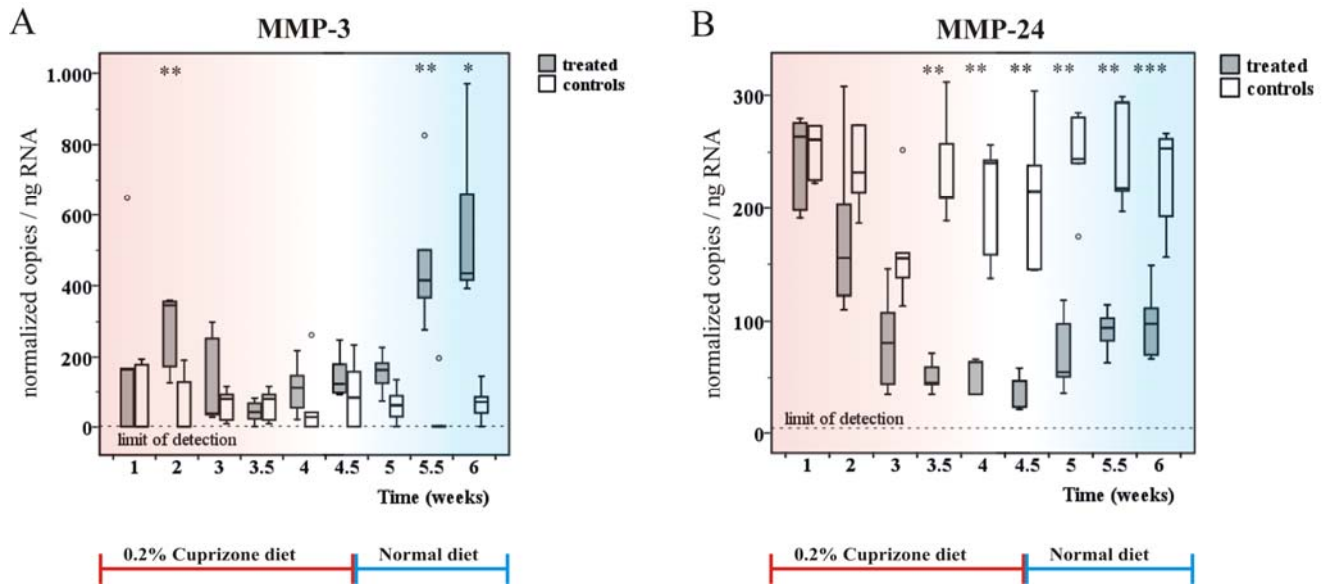 A
MMP-3
normalized copies / ng RNA
1.000
800
600
400
200
0
** ** *
treated
controls
limit of detection
1 2 3 3.5 4 4.5 5 5.5 6
Time (weeks)
0.2% Cuprizone diet Normal diet
B
MMP-24
normalized copies / ng RNA
300
200
100
0
** ** ** ** ** ***
treated
controls
limit of detection
1 2 3 3.5 4 4.5 5 5.5 6
Time (weeks)
0.2% Cuprizone diet Normal diet